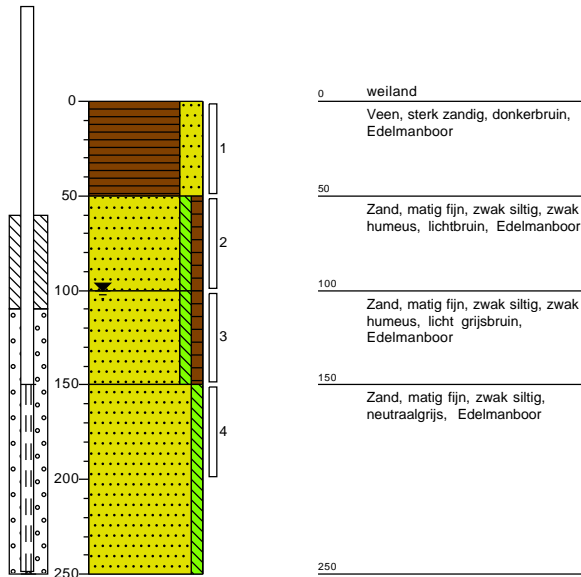 0
50
100
150
200
250
1
2
3
4
0 weiland
Veen, sterk zandig, donkerbruin,
Edelmanboor
50
Zand, matig fijn, zwak siltig, zwak
humeus, lichtbruin, Edelmanboor
100
Zand, matig fijn, zwak siltig, zwak
humeus, licht grijsbruin,
Edelmanboor
150
Zand, matig fijn, zwak siltig,
neutraalgrijs, Edelmanboor
250